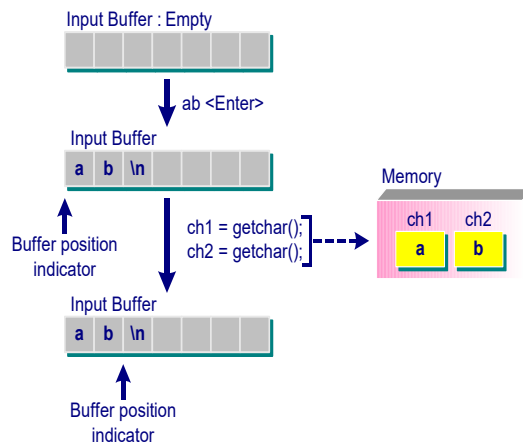 Input Buffer : Empty
ab <Enter>
Input Buffer
a b \n
Buffer position
indicator
ch1 = getchar();
ch2 = getchar();
Memory
ch1 ch2
a b
Input Buffer
a b \n
Buffer position
indicator